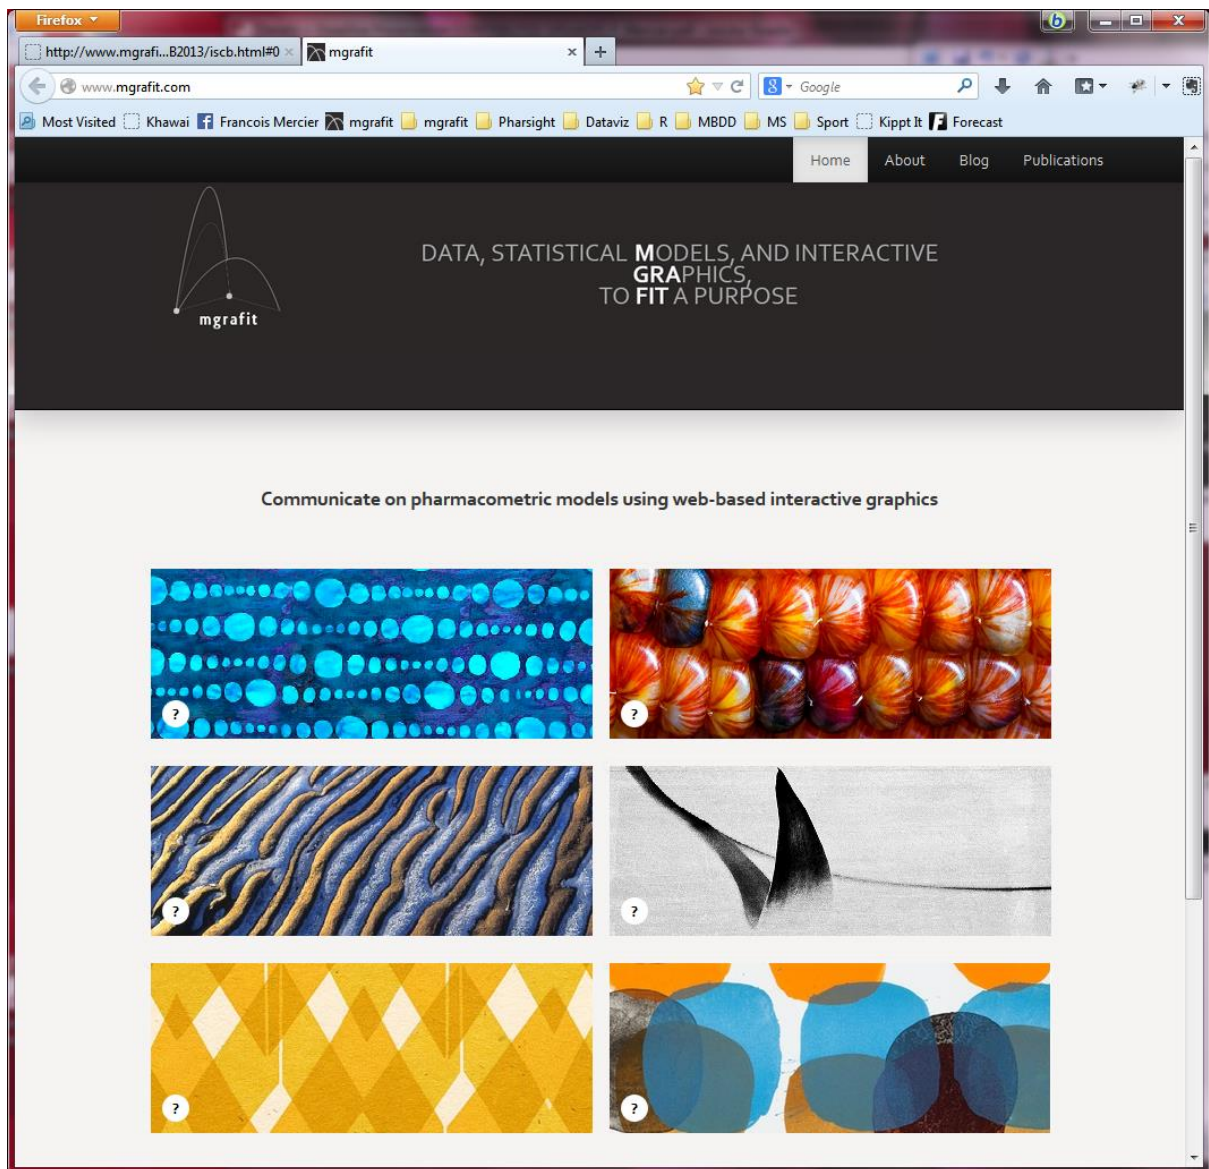 Firefox
http://www.mgrafi...B2013/iscb.html#0
mgrafit
www.mgrafit.com
Google
Most Visited Khawai Francois Mercier mgrafit mgrafit Pharsight Dataviz R MBDD MS Sport Kippt It Forecast
Home About Blog Publications
mgrafit
DATA, STATISTICAL MODELS, AND INTERACTIVE
GRAPHICS,
TO FIT A PURPOSE
Communicate on pharmacometric models using web-based interactive graphics
? ?
? ?
? ?